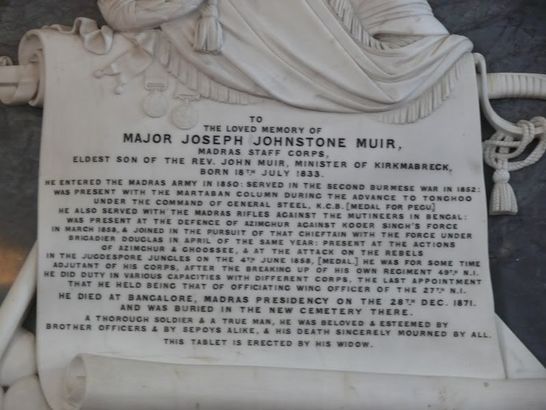 TO
THE LOVED MEMORY OF
MAJOR JOSEPH JOHNSTONE MUIR,
MADRAS STAFF CORPS,
ELDEST SON OF THE REV. JOHN MUIR, MINISTER OF KIRKMABRECK,
BORN 18TH JULY 1833.
HE ENTERED THE MADRAS ARMY IN 1850: SERVED IN THE SECOND BURMESE WAR IN 1852:
WAS PRESENT WITH THE MARTABAN COLUMN DURING THE ADVANCE TO TONGHOO
UNDER THE COMMAND OF GENERAL STEEL, K.C.B. [MEDAL FOR PEGU]
HE ALSO SERVED WITH THE MADRAS RIFLES AGAINST THE MUTINEERS IN BENGAL:
WAS PRESENT AT THE DEFENCE OF AZIMGHUR AGAINST KOOER SINGH'S FORCE
IN MARCH 1858, & JOINED IN THE PURSUIT OF THAT CHIEFTAIN WITH THE FORCE UNDER
BRIGADIER DOUGLAS IN APRIL OF THE SAME YEAR: PRESENT AT THE ACTIONS
OF AZIMGHUR & GHOOSEE, & AT THE ATTACK ON THE REBELS
IN THE JUGDESPORE JUNGLES ON THE 4TH JUNE 1858, [MEDAL.] HE WAS FOR SOME TIME
ADJUTANT OF HIS CORPS, AFTER THE BREAKING UP OF HIS OWN REGIMENT 49TH N.I.
HE DID DUTY IN VARIOUS CAPACITIES WITH DIFFERENT CORPS, THE LAST APPOINTMENT
THAT HE HELD BEING THAT OF OFFICIATING WING OFFICER OF THE 27TH N.I.
HE DIED AT BANGALORE, MADRAS PRESIDENCY ON THE 28TH DEC. 1871.
AND WAS BURIED IN THE NEW CEMETERY THERE.
A THOROUGH SOLDIER & A TRUE MAN, HE WAS BELOVED & ESTEEMED BY
BROTHER OFFICERS & BY SEPOYS ALIKE, & HIS DEATH SINCERELY MOURNED BY ALL.
THIS TABLET IS ERECTED BY HIS WIDOW.